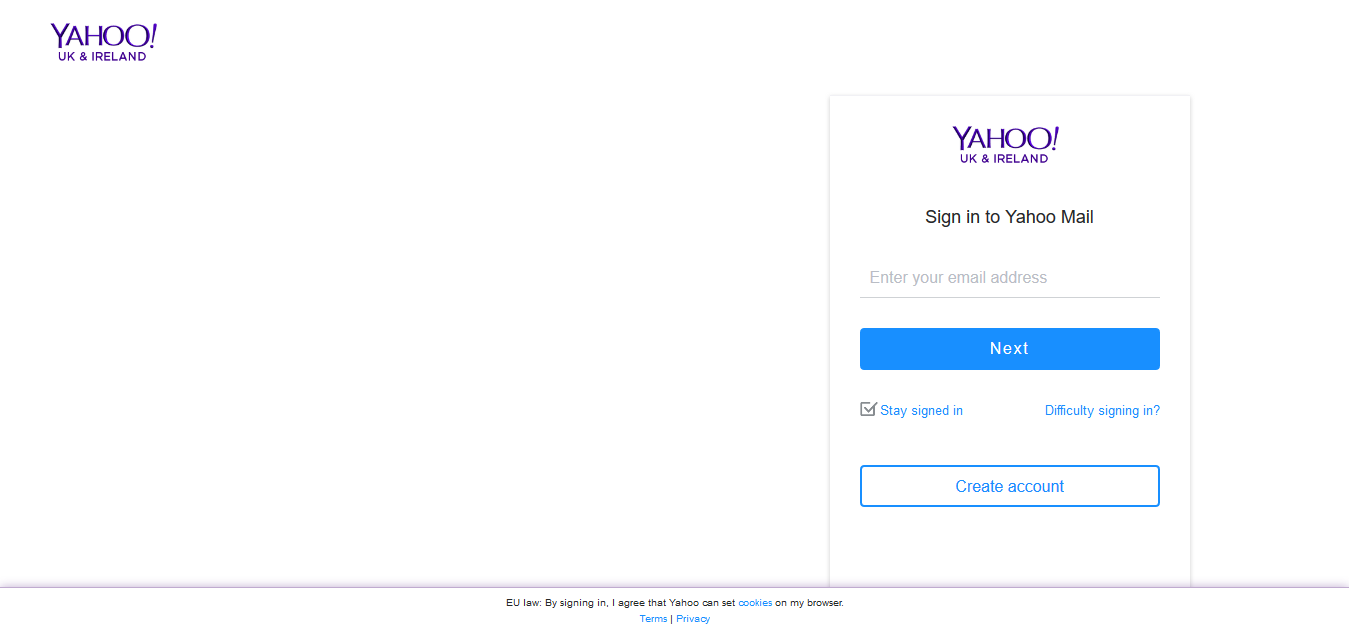 YAHOO!
UK & IRELAND
YAHOO!
UK & IRELAND
Sign in to Yahoo Mail
Enter your email address
Next
Stay signed in Difficulty signing in?
Create account
EU law: By signing in, I agree that Yahoo can set cookies on my browser.
Terms | Privacy